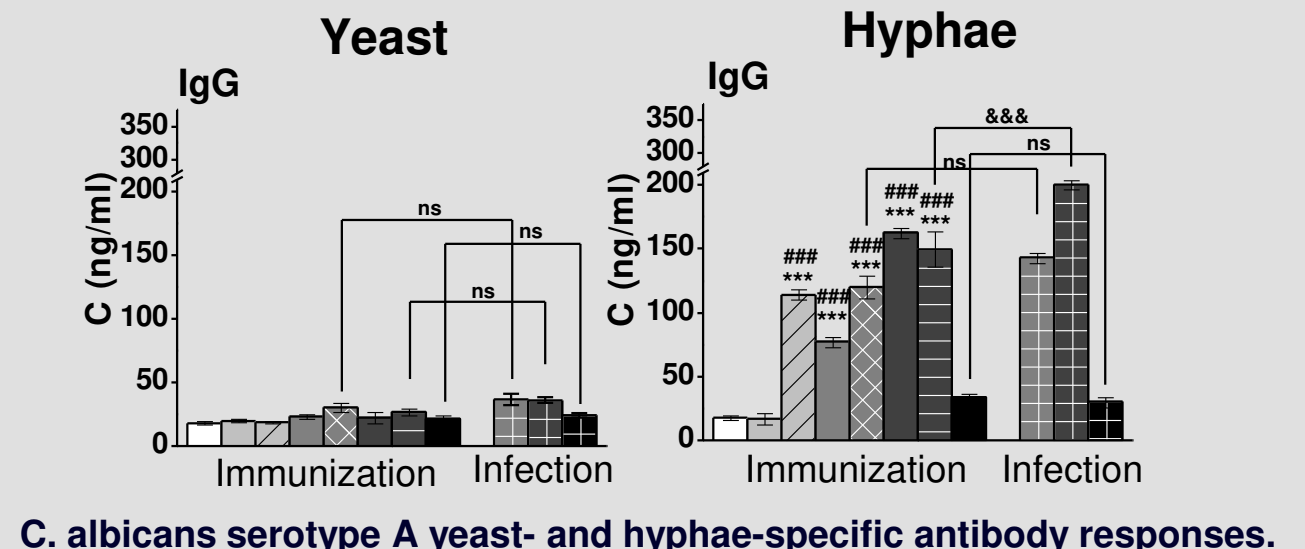 Yeast
IgG
350
300
200
150
100
50
0
C (ng/ml)
ns
ns
ns
Immunization
Infection
Hyphae
IgG
350
300
200
150
100
50
0
C (ng/ml)
&&&
ns
ns
###
***
###
***
###
***
###
***
###
***
Immunization
Infection
C. albicans serotype A yeast- and hyphae-specific antibody responses.